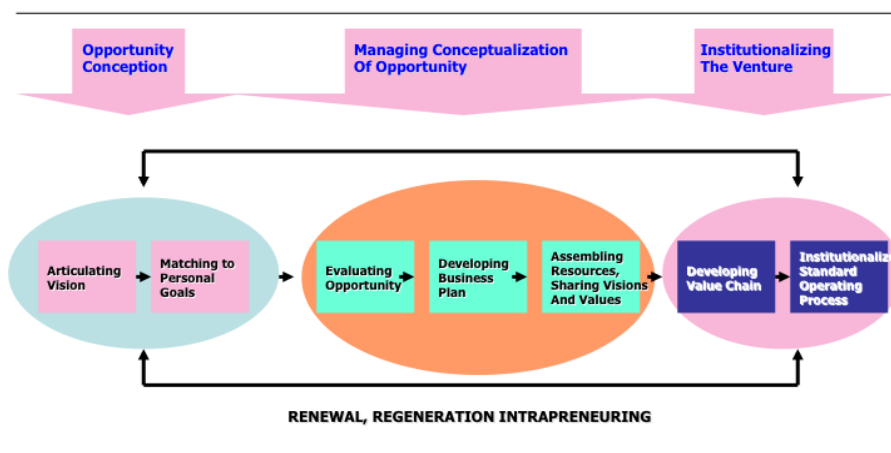 Opportunity
Conception
Managing Conceptualization
Of Opportunity
Institutionalizing
The Venture
Articulating
Vision
Matching to
Personal
Goals
Evaluating
Opportunity
Developing
Business
Plan
Assembling
Resources,
Sharing Visions
And Values
Developing
Value Chain
Institutionaliz
Standard
Operating
Process
RENEWAL, REGENERATION INTRAPRENEURING